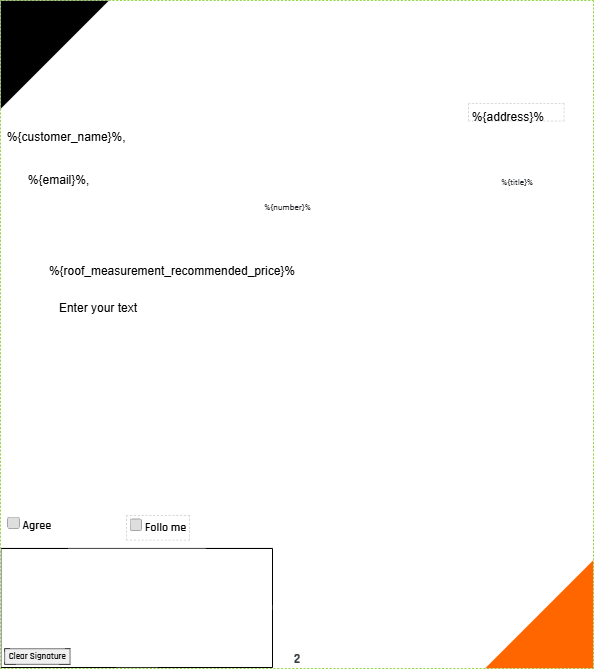 %{address}%
%{customer_name}%,
%{email}%,
%{title}%
%{number}%
%{roof_measurement_recommended_price}%
Enter your text
Agree
Follo me
Clear Signature
2